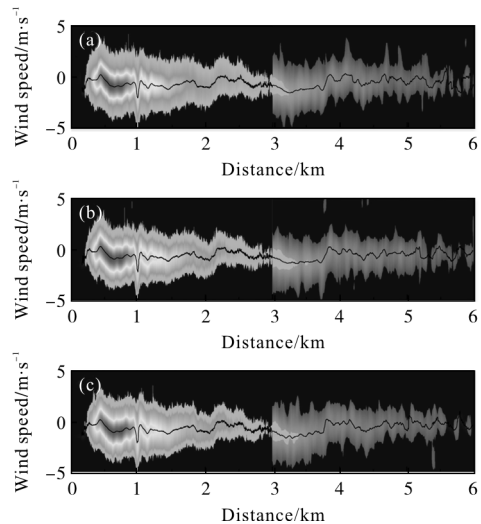 (a)
Wind speed/m·s⁻¹
5
0
−5
0 1 2 3 4 5 6
Distance/km
(b)
Wind speed/m·s⁻¹
5
0
−5
0 1 2 3 4 5 6
Distance/km
(c)
Wind speed/m·s⁻¹
5
0
−5
0 1 2 3 4 5 6
Distance/km